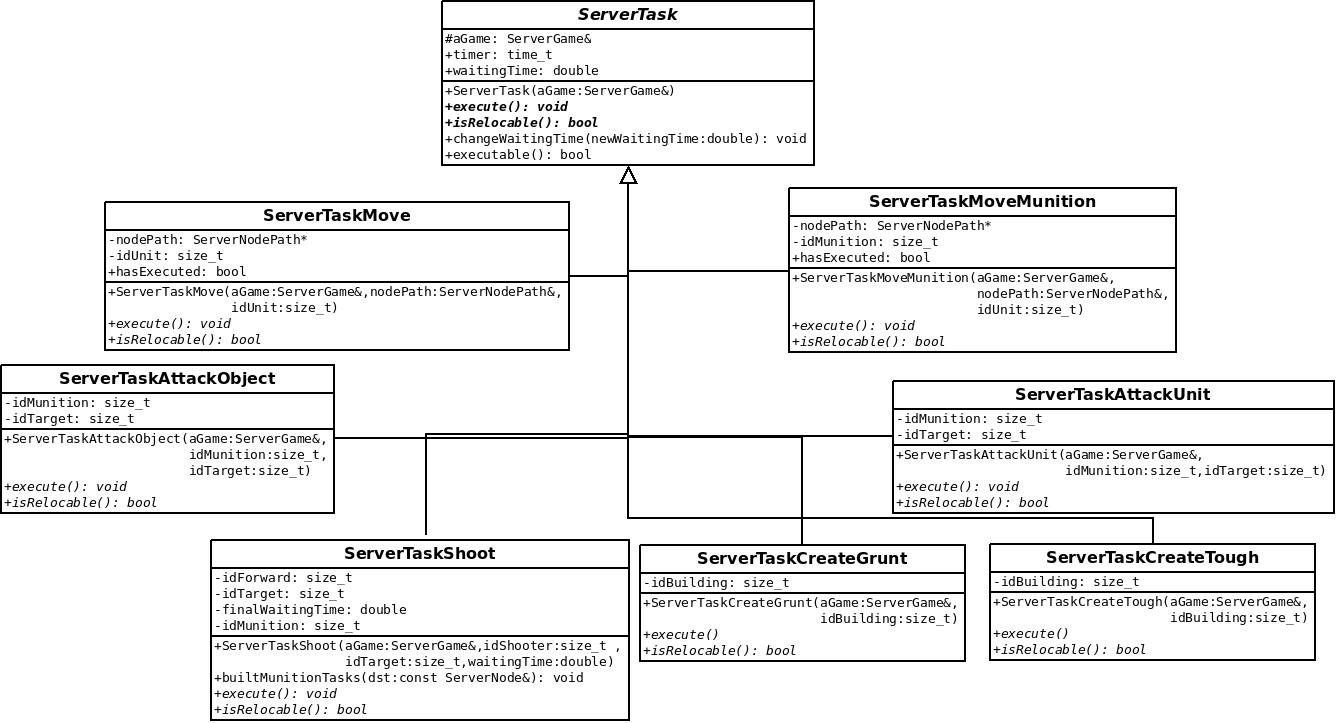 ServerTask
#aGame: ServerGame&
+timer: time_t
+waitingTime: double
+ServerTask(aGame:ServerGame&)
+execute(): void
+isRelocable(): bool
+changeWaitingTime(newWaitingTime:double): void
+executable(): bool
ServerTaskMove
-nodePath: ServerNodePath*
-idUnit: size_t
+hasExecuted: bool
+ServerTaskMove(aGame:ServerGame&,nodePath:ServerNodePath&,
idUnit:size_t)
+execute(): void
+isRelocable(): bool
ServerTaskMoveMunition
-nodePath: ServerNodePath*
-idMunition: size_t
+hasExecuted: bool
+ServerTaskMoveMunition(aGame:ServerGame&,
nodePath:ServerNodePath&,
idUnit:size_t)
+execute(): void
+isRelocable(): bool
ServerTaskAttackObject
-idMunition: size_t
-idTarget: size_t
+ServerTaskAttackObject(aGame:ServerGame&,
idMunition:size_t,
idTarget:size_t)
+execute(): void
+isRelocable(): bool
ServerTaskAttackUnit
-idMunition: size_t
-idTarget: size_t
+ServerTaskAttackUnit(aGame:ServerGame&,
idMunition:size_t,idTarget:size_t)
+execute(): void
+isRelocable(): bool
ServerTaskShoot
-idForward: size_t
-idTarget: size_t
-finalWaitingTime: double
-idMunition: size_t
+ServerTaskShoot(aGame:ServerGame&,idShooter:size_t ,
idTarget:size_t,waitingTime:double)
+builtMunitionTasks(dst:const ServerNode&): void
+execute(): void
+isRelocable(): bool
ServerTaskCreateGrunt
-idBuilding: size_t
+ServerTaskCreateGrunt(aGame:ServerGame&,
idBuilding:size_t)
+execute()
+isRelocable(): bool
ServerTaskCreateTough
-idBuilding: size_t
+ServerTaskCreateTough(aGame:ServerGame&,
idBuilding:size_t)
+execute()
+isRelocable(): bool